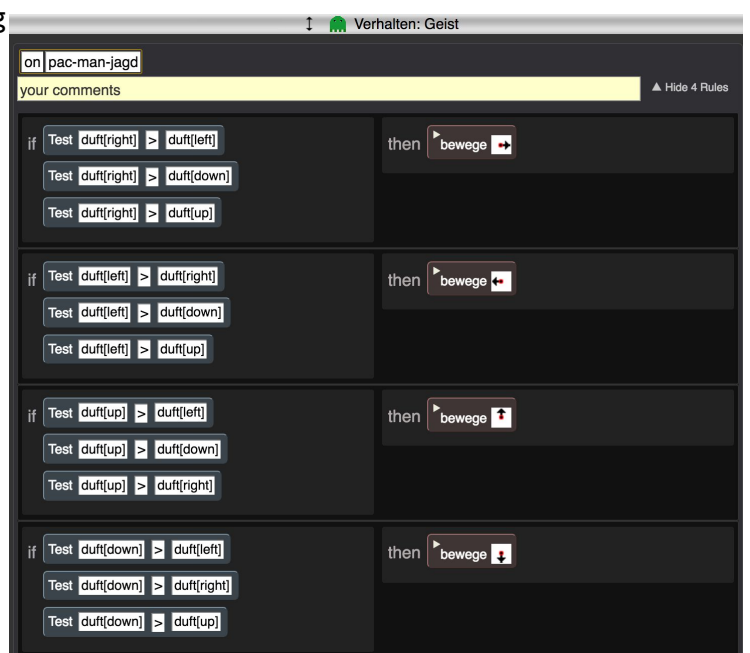 g
Verhalten: Geist
on pac-man-jagd
your comments
▲ Hide 4 Rules
if Test duft[right] > duft[left] then bewege
Test duft[right] > duft[down]
Test duft[right] > duft[up]
if Test duft[left] > duft[right] then bewege
Test duft[left] > duft[down]
Test duft[left] > duft[up]
if Test duft[up] > duft[left] then bewege
Test duft[up] > duft[down]
Test duft[up] > duft[right]
if Test duft[down] > duft[left] then bewege
Test duft[down] > duft[right]
Test duft[down] > duft[up]